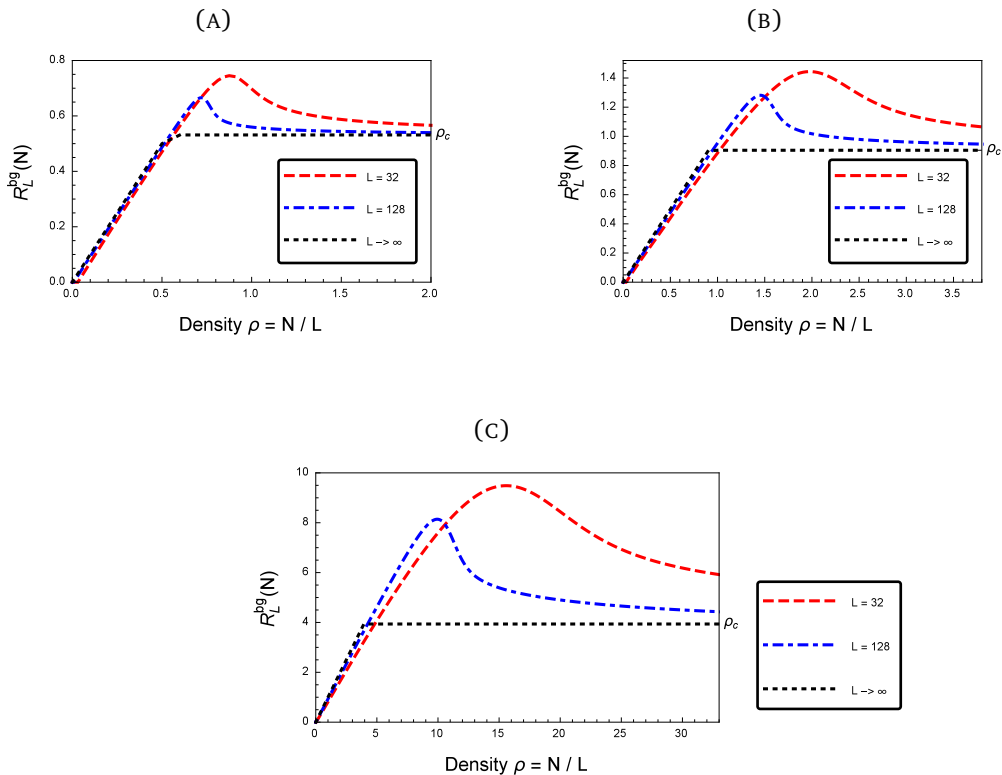 (A)
R_L^bg(N)
0.8
0.6
0.4
0.2
0.0
0.0 0.5 1.0 1.5 2.0
ρ_c
L = 32
L = 128
L -> ∞
Density ρ = N / L
(B)
R_L^bg(N)
1.4
1.2
1.0
0.8
0.6
0.4
0.2
0.0
0.0 0.5 1.0 1.5 2.0 2.5 3.0 3.5
ρ_c
L = 32
L = 128
L -> ∞
Density ρ = N / L
(C)
R_L^bg(N)
10
8
6
4
2
0
0 5 10 15 20 25 30
ρ_c
L = 32
L = 128
L -> ∞
Density ρ = N / L